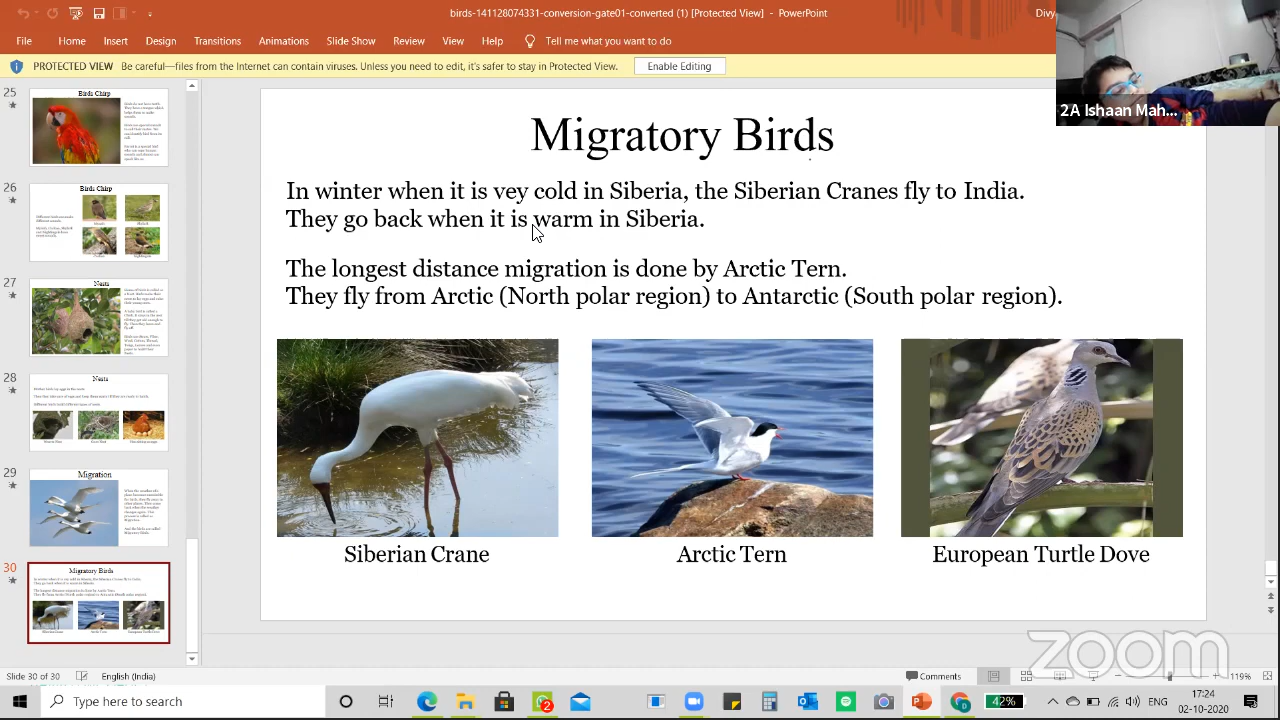 birds-141128074331-conversion-gate01-converted (1) [Protected View] - PowerPoint
Divy
File Home Insert Design Transitions Animations Slide Show Review View Help Tell me what you want to do
PROTECTED VIEW Be careful—files from the Internet can contain viruses. Unless you need to edit, it's safer to stay in Protected View. Enable Editing
2A Ishaan Mah...
25
Birds Chirp
26
Birds Chirp
27
Nests
28
Nests
29
Migration
30
Migratory Birds
Migratory Birds
In winter when it is vey cold in Siberia, the Siberian Cranes fly to India.
They go back when it is warm in Siberia.
The longest distance migration is done by Arctic Tern.
They fly from Arctic (North polar region) to Antarctic (South polar region).
Siberian Crane
Arctic Tern
European Turtle Dove
zoom
Slide 30 of 30 English (India) Comments 119%
Type here to search
2
42%
17:24
02-10-2020